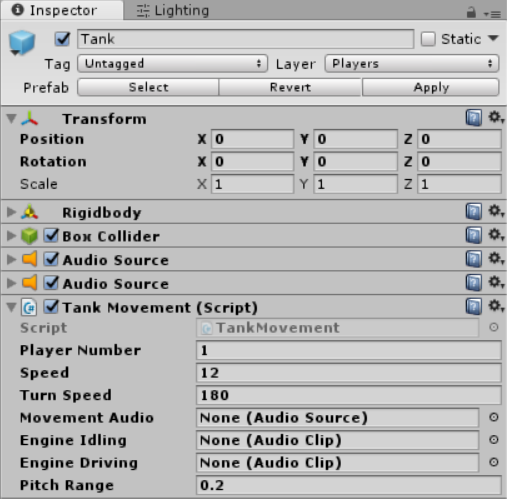 Inspector Lighting
Tank Static
Tag Untagged Layer Players
Prefab Select Revert Apply
Transform
Position X 0 Y 0 Z 0
Rotation X 0 Y 0 Z 0
Scale X 1 Y 1 Z 1
Rigidbody
Box Collider
Audio Source
Audio Source
Tank Movement (Script)
Script TankMovement
Player Number 1
Speed 12
Turn Speed 180
Movement Audio None (Audio Source)
Engine Idling None (Audio Clip)
Engine Driving None (Audio Clip)
Pitch Range 0.2